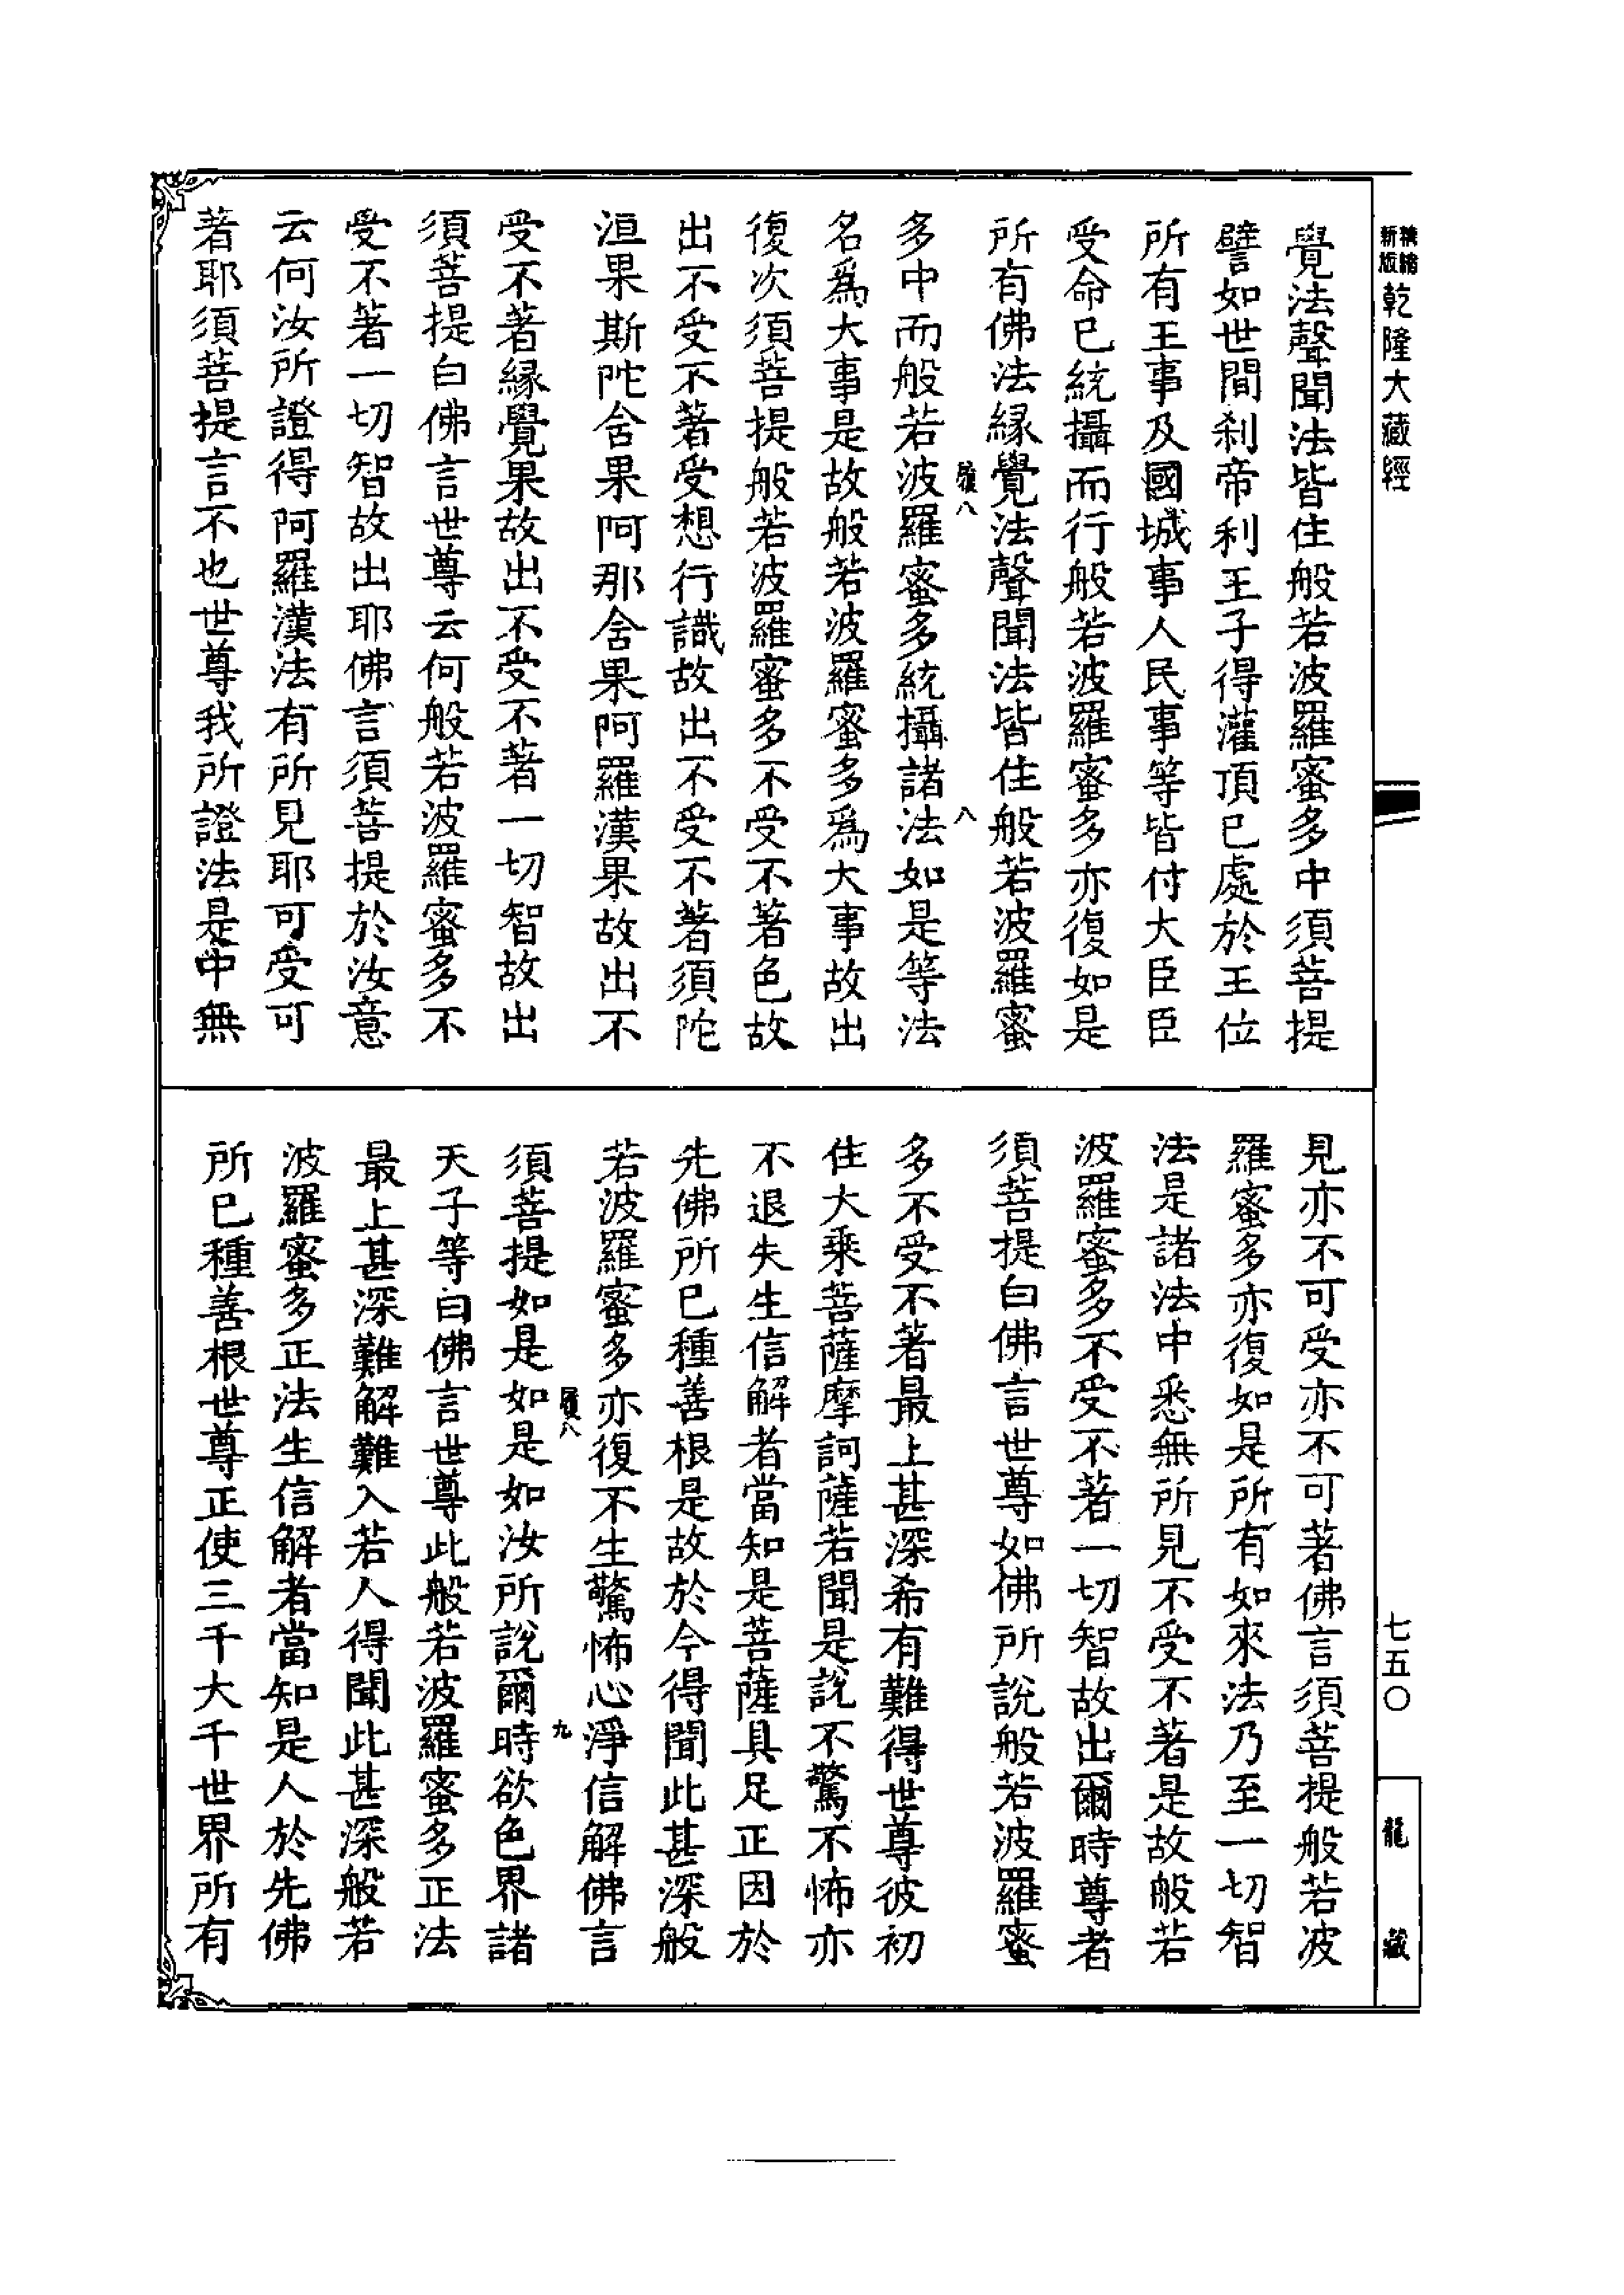 精縮
新版
乾隆大藏經
七五〇
龍藏
覺法聲聞法皆住般若波羅蜜多中須菩提
譬如世間刹帝利王子得灌頂已處於王位
所有王事及國城事人民事等皆付大臣臣
受命已統攝而行般若波羅蜜多亦復如是
所有佛法緣覺法聲聞法皆住般若波羅蜜
八
多中而般若波羅蜜多統攝諸法如是等法
名爲大事是故般若波羅蜜多爲大事故出
復次須菩提般若波羅蜜多不受不著色故
出不受不著受想行識故出不受不著須陀
洹果斯陀含果阿那含果阿羅漢果故出不
受不著緣覺果故出不受不著一切智故出
須菩提白佛言世尊云何般若波羅蜜多不
受不著一切智故出耶佛言須菩提於汝意
云何汝所證得阿羅漢法有所見耶可受可
著耶須菩提言不也世尊我所證法是中無
見亦不可受亦不可著佛言須菩提般若波
羅蜜多亦復如是所有如來法乃至一切智
法是諸法中悉無所見不受不著是故般若
波羅蜜多不受不著一切智故出爾時尊者
須菩提白佛言世尊如佛所說般若波羅蜜
多不受不著最上甚深希有難得世尊彼初
住大乘菩薩摩訶薩若聞是說不驚不怖亦
不退失生信解者當知是菩薩具足正因於
先佛所已種善根是故於今得聞此甚深般
若波羅蜜多亦復不生驚怖心淨信解佛言
九
須菩提如是如是如汝所說爾時欲色界諸
天子等白佛言世尊此般若波羅蜜多正法
最上甚深難解難入若人得聞此甚深般若
波羅蜜多正法生信解者當知是人於先佛
所已種善根世尊正使三千大千世界所有